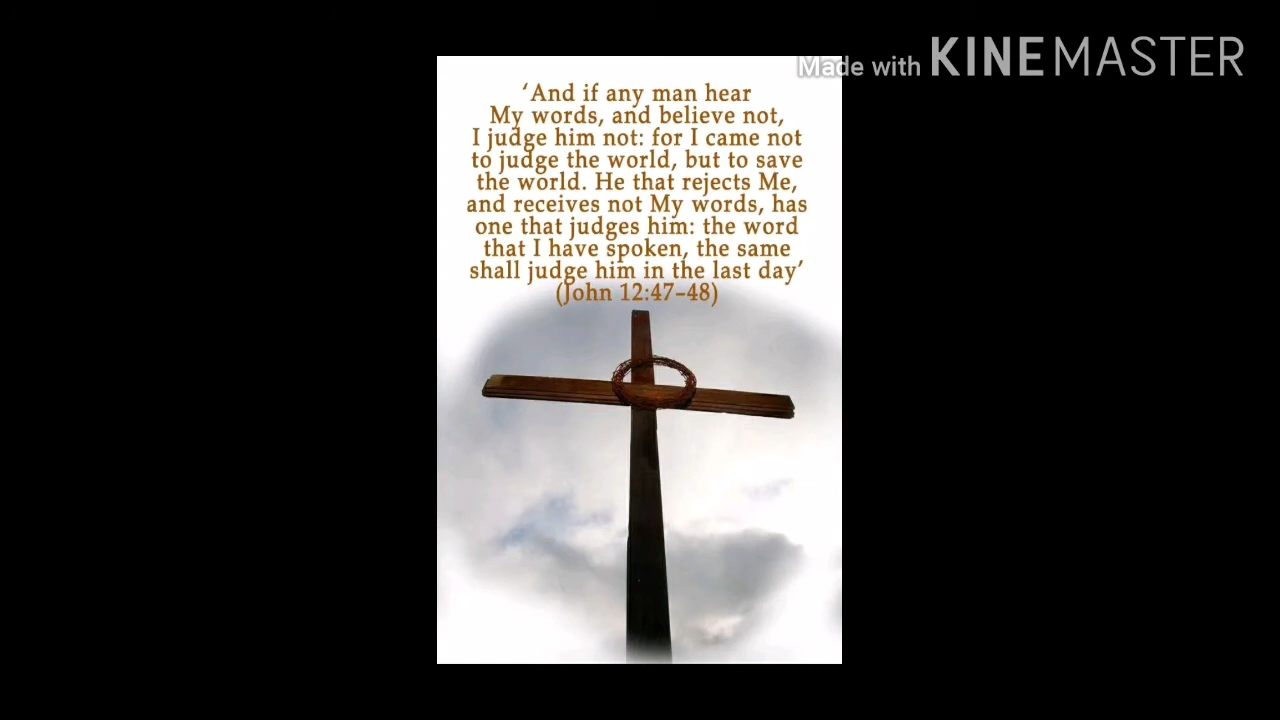 Made with KINEMASTER
‘And if any man hear
My words, and believe not,
I judge him not: for I came not
to judge the world, but to save
the world. He that rejects Me,
and receives not My words, has
one that judges him: the word
that I have spoken, the same
shall judge him in the last day’
(John 12:47–48)